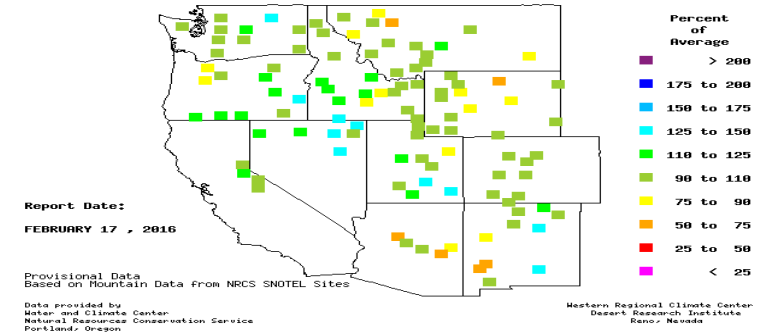 Percent
of
Average
> 200
175 to 200
150 to 175
125 to 150
110 to 125
90 to 110
75 to 90
50 to 75
25 to 50
< 25
Report Date:
FEBRUARY 17 , 2016
Provisional Data
Based on Mountain Data from NRCS SNOTEL Sites
Data provided by
Water and Climate Center
Natural Resources Conservation Service
Portland, Oregon
Western Regional Climate Center
Desert Research Institute
Reno, Nevada